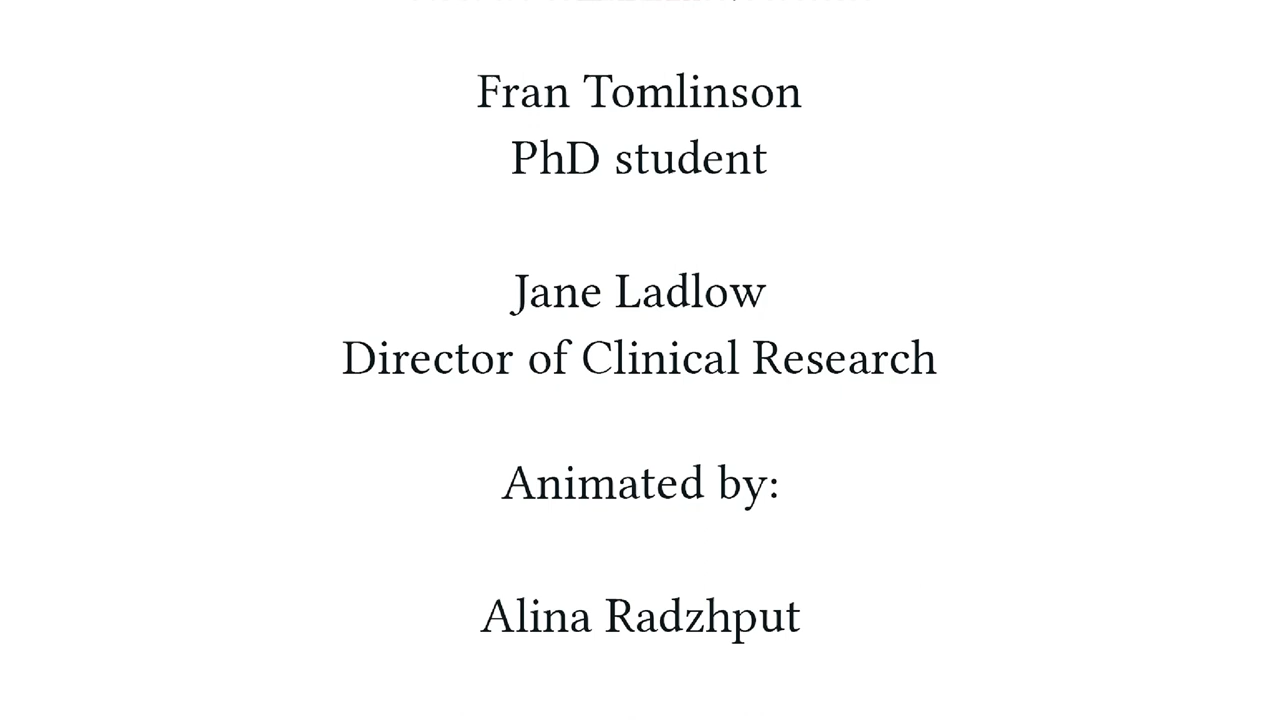 Fran Tomlinson
PhD student
Jane Ladlow
Director of Clinical Research
Animated by:
Alina Radzhput